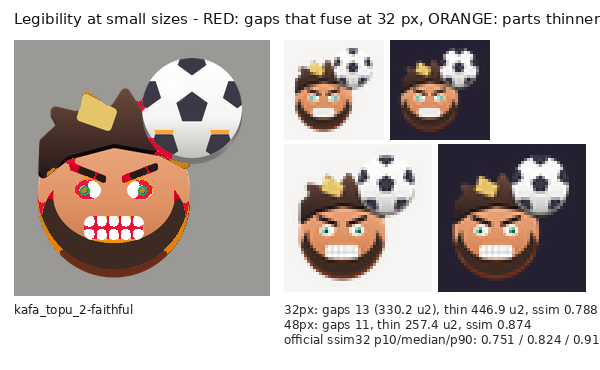 Legibility at small sizes - RED: gaps that fuse at 32 px, ORANGE: parts thinner
kafa_topu_2-faithful
32px: gaps 13 (330.2 u2), thin 446.9 u2, ssim 0.788
48px: gaps 11, thin 257.4 u2, ssim 0.874
official ssim32 p10/median/p90: 0.751 / 0.824 / 0.91